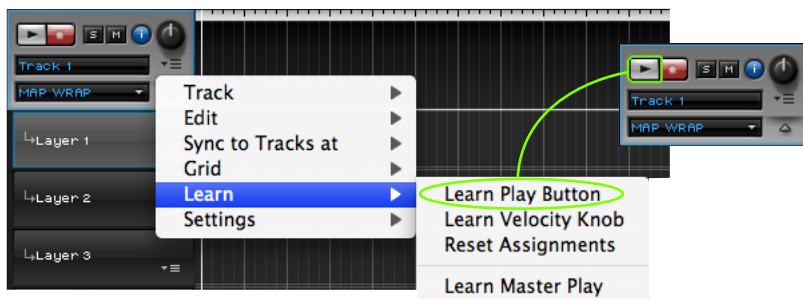 S M i
Track 1
MAP WRAP
Layer 1
Layer 2
Layer 3
Track
Edit
Sync to Tracks at
Grid
Learn
Settings
Learn Play Button
Learn Velocity Knob
Reset Assignments
Learn Master Play
S M i
Track 1
MAP WRAP